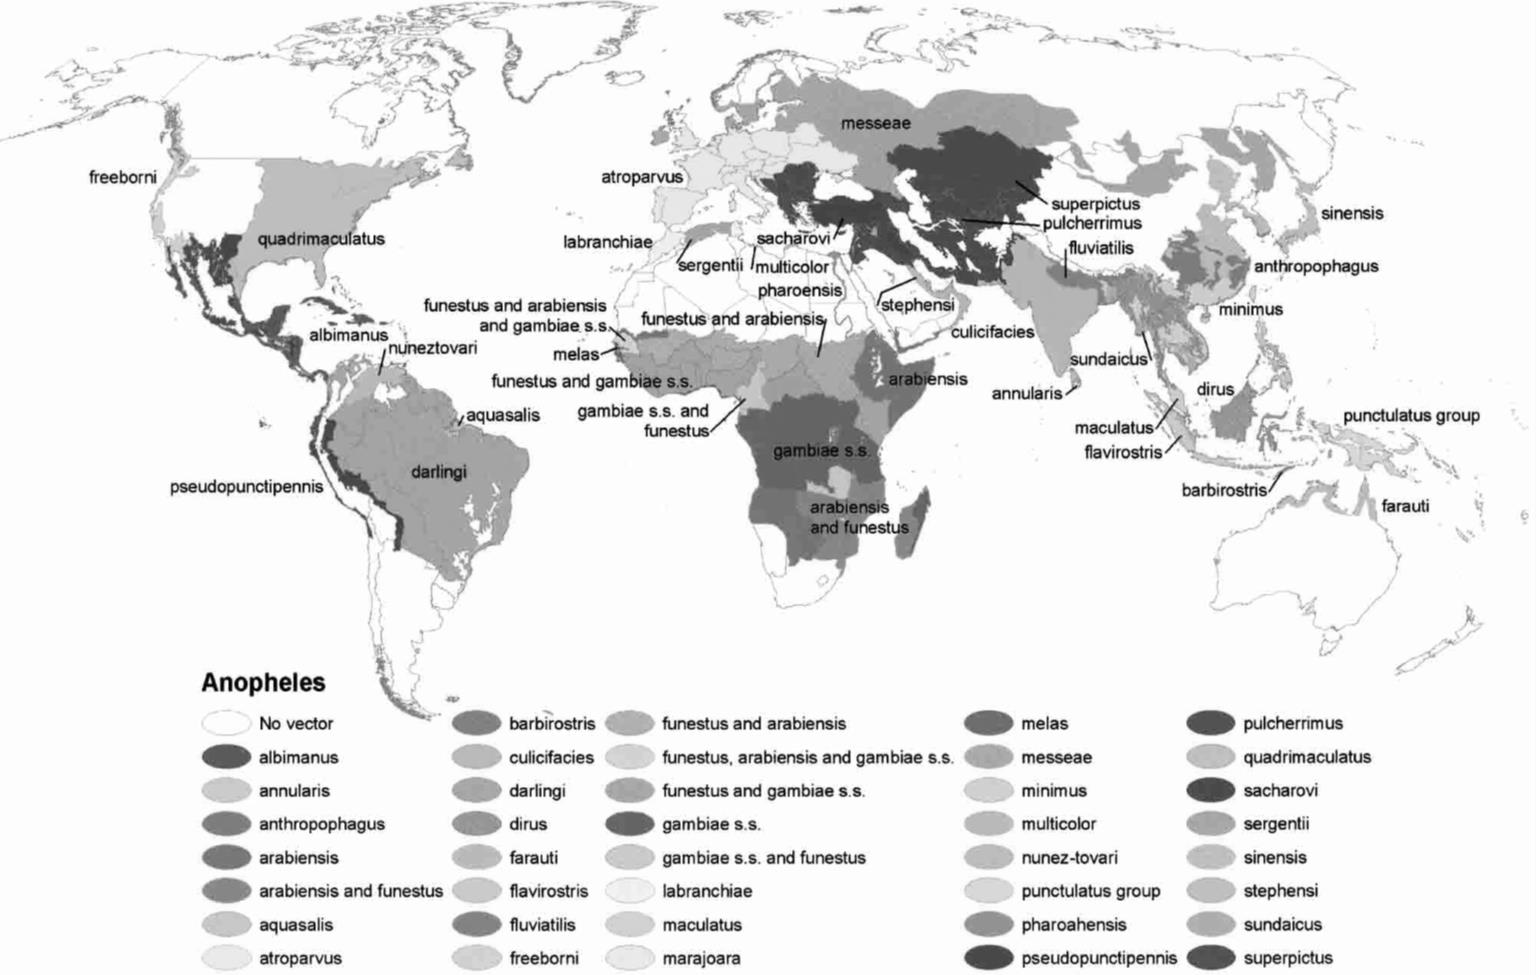 messeae
freeborni
atroparvus
superpictus
pulcherrimus
sinensis
quadrimaculatus
labranchiae
sacharovi
fluviatilis
sergentii
multicolor
anthropophagus
pharoensis
funestus and arabiensis
and gambiae s.s.
stephensi
minimus
funestus and arabiensis
albimanus
culicifacies
nuneztovari
melas
sundaicus
funestus and gambiae s.s.
arabiensis
annularis
dirus
aquasalis
gambiae s.s. and
funestus
punctulatus group
maculatus
gambiae s.s.
flavirostris
darlingi
pseudopunctipennis
barbirostris
arabiensis
and funestus
farauti
Anopheles
No vector
albimanus
annularis
anthropophagus
arabiensis
arabiensis and funestus
aquasalis
atroparvus
barbirostris
culicifacies
darlingi
dirus
farauti
flavirostris
fluviatilis
freeborni
funestus and arabiensis
funestus, arabiensis and gambiae s.s.
funestus and gambiae s.s.
gambiae s.s.
gambiae s.s. and funestus
labranchiae
maculatus
marajoara
melas
messeae
minimus
multicolor
nunez-tovari
punctulatus group
pharoahensis
pseudopunctipennis
pulcherrimus
quadrimaculatus
sacharovi
sergentii
sinensis
stephensi
sundaicus
superpictus